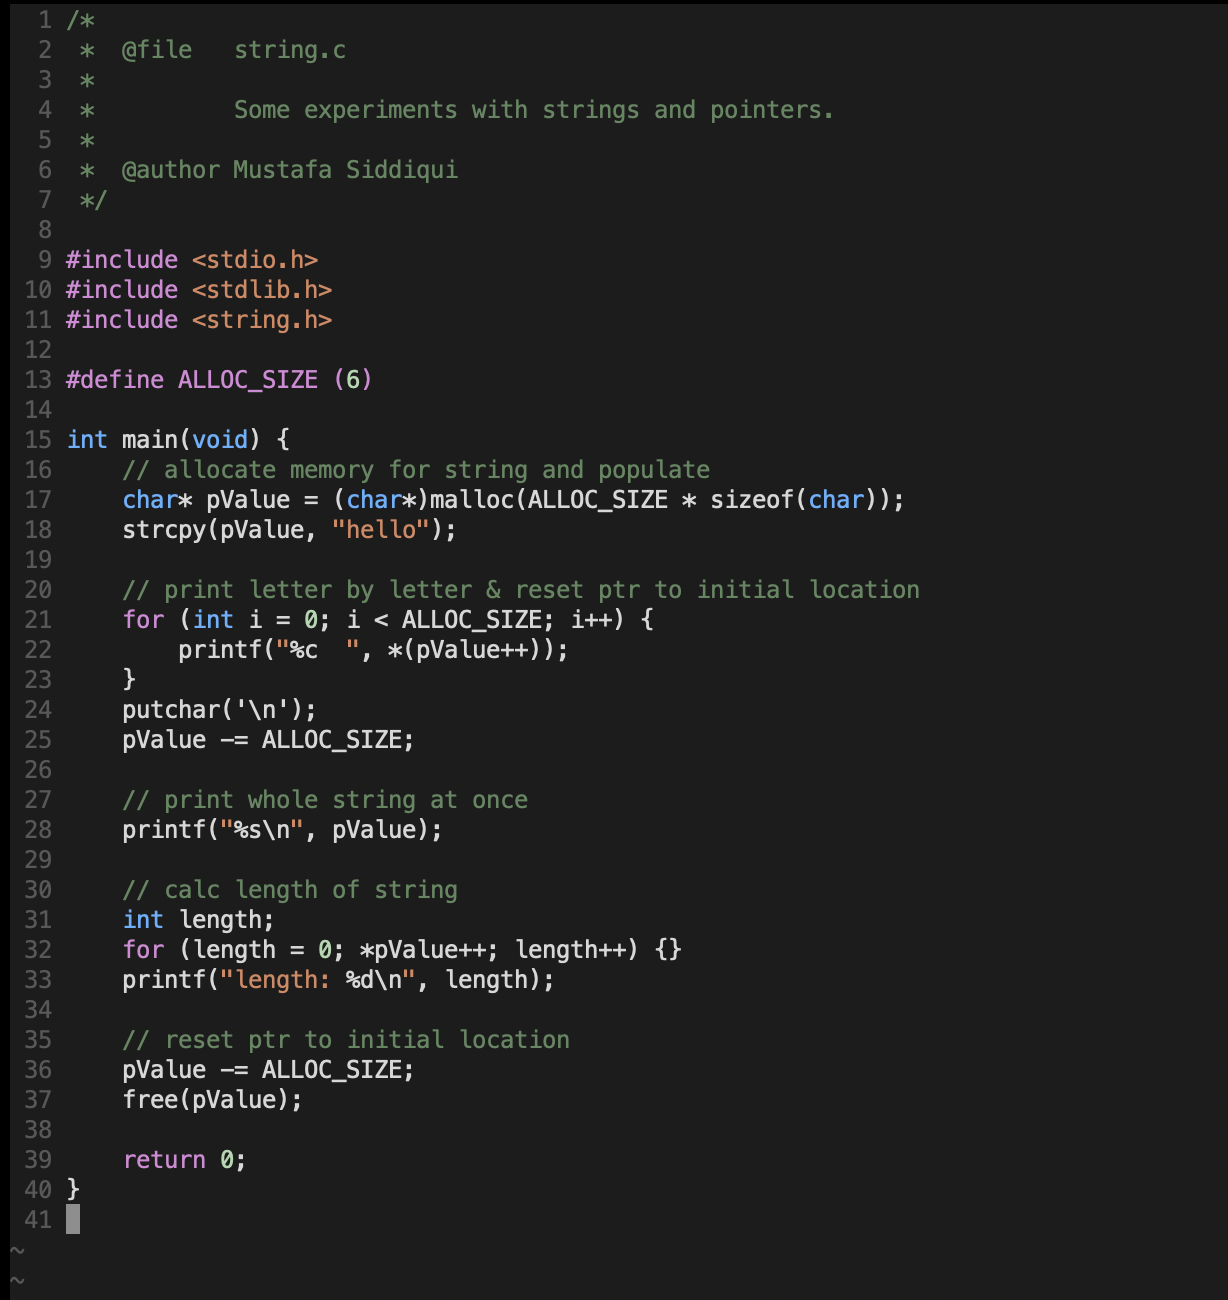 1 /*
2  *  @file   string.c
3  *
4  *          Some experiments with strings and pointers.
5  *
6  *  @author Mustafa Siddiqui
7  */
8
9 #include <stdio.h>
10 #include <stdlib.h>
11 #include <string.h>
12
13 #define ALLOC_SIZE (6)
14
15 int main(void) {
16     // allocate memory for string and populate
17     char* pValue = (char*)malloc(ALLOC_SIZE * sizeof(char));
18     strcpy(pValue, "hello");
19
20     // print letter by letter & reset ptr to initial location
21     for (int i = 0; i < ALLOC_SIZE; i++) {
22         printf("%c  ", *(pValue++));
23     }
24     putchar('\n');
25     pValue -= ALLOC_SIZE;
26
27     // print whole string at once
28     printf("%s\n", pValue);
29
30     // calc length of string
31     int length;
32     for (length = 0; *pValue++; length++) {}
33     printf("length: %d\n", length);
34
35     // reset ptr to initial location
36     pValue -= ALLOC_SIZE;
37     free(pValue);
38
39     return 0;
40 }
41
~
~